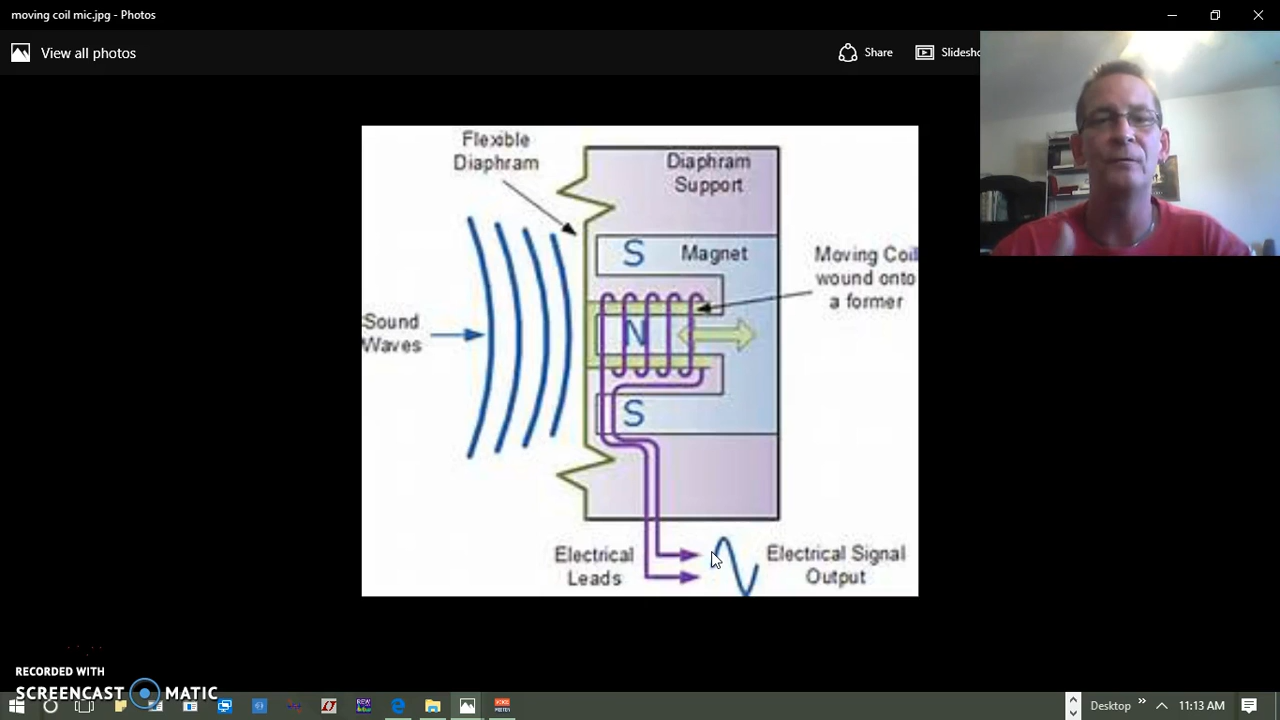 moving coil mic.jpg - Photos
View all photos
Share
Slidesho
Flexible
Diaphram
Diaphram
Support
S
Magnet
Moving Coil
wound onto
a former
Sound
Waves
N
S
Electrical
Leads
Electrical Signal
Output
RECORDED WITH
SCREENCAST MATIC
Desktop
11:13 AM